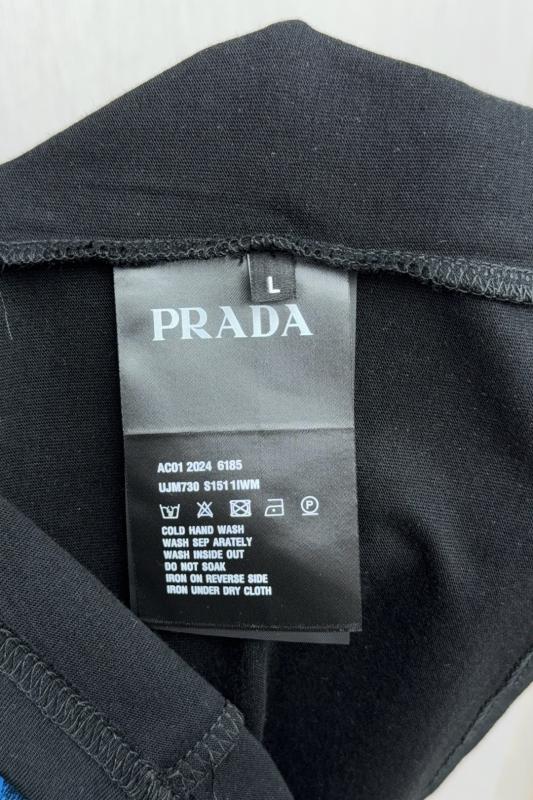 L
PRADA
AC01 2024 6185
UJM730 S1511IWM
P
COLD HAND WASH
WASH SEP ARATELY
WASH INSIDE OUT
DO NOT SOAK
IRON ON REVERSE SIDE
IRON UNDER DRY CLOTH